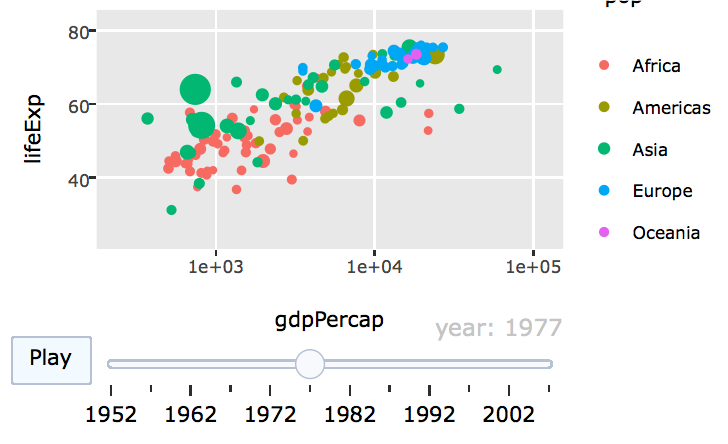 pop
80
60
40
lifeExp
Africa
Americas
Asia
Europe
Oceania
1e+03 1e+04 1e+05
gdpPercap
year: 1977
Play
1952 1962 1972 1982 1992 2002